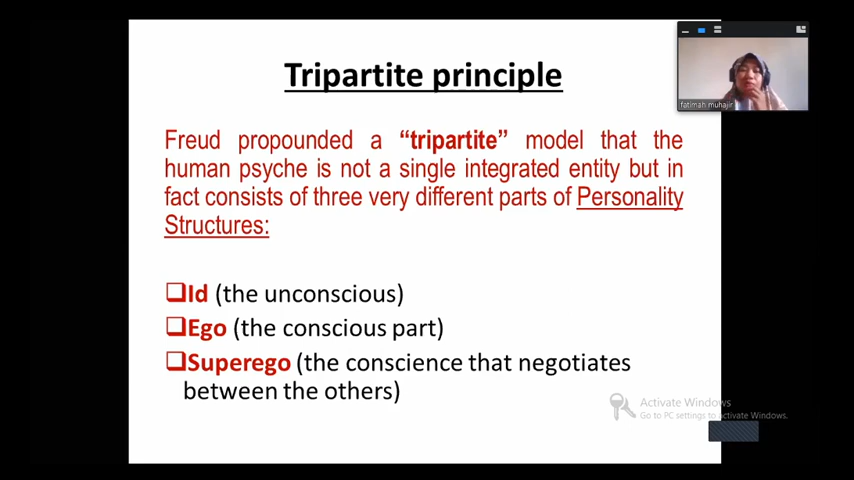 Tripartite principle
fatimah muhajir
Freud propounded a “tripartite” model that the
human psyche is not a single integrated entity but in
fact consists of three very different parts of Personality
Structures:
Id (the unconscious)
Ego (the conscious part)
Superego (the conscience that negotiates
between the others)
Activate Windows
Go to PC settings to activate Windows.